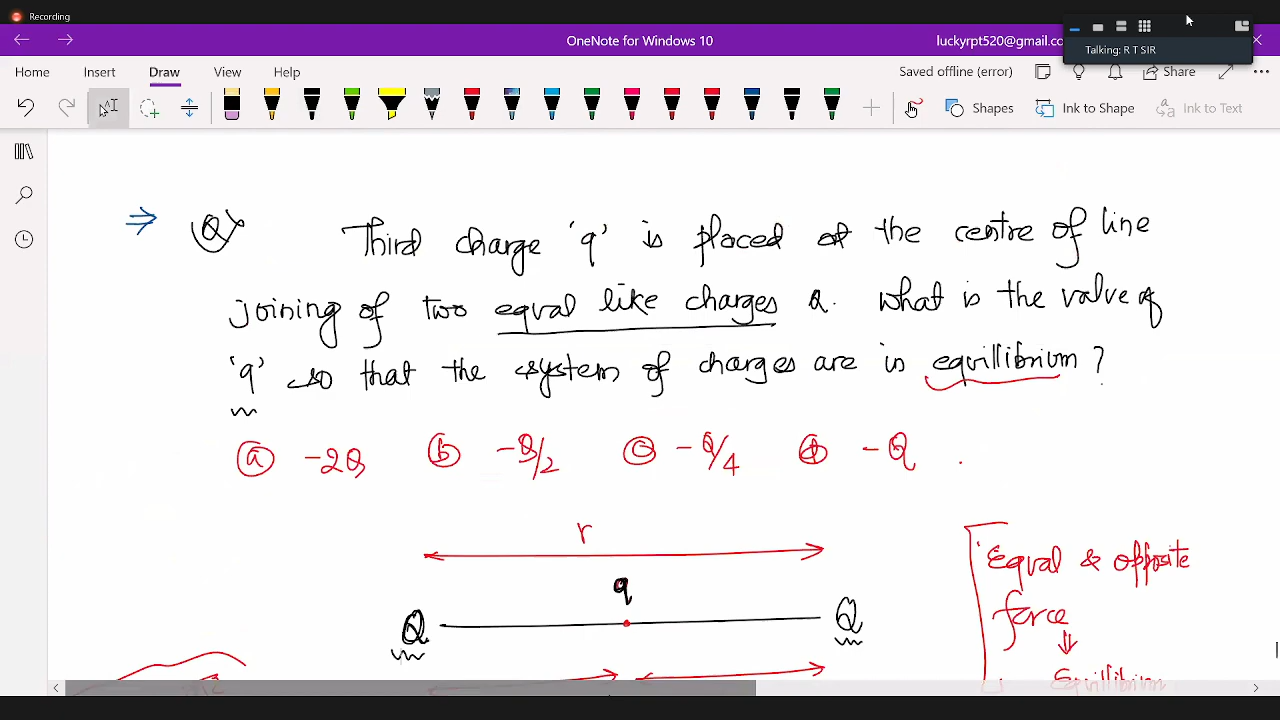 Recording
OneNote for Windows 10
luckyrpt520@gmail.co
Talking: R T SIR
Home Insert Draw View Help
Saved offline (error)
Share
Shapes
Ink to Shape
Ink to Text
Q Third charge 'q' is placed at the centre of line
joining of two equal like charges Q. what is the value of
'q' so that the system of charges are in equillibrium?
a -2Q b -Q/2 c -Q/4 d -Q
r
q
Q Q
Equal & opposite
force
Equillibrium